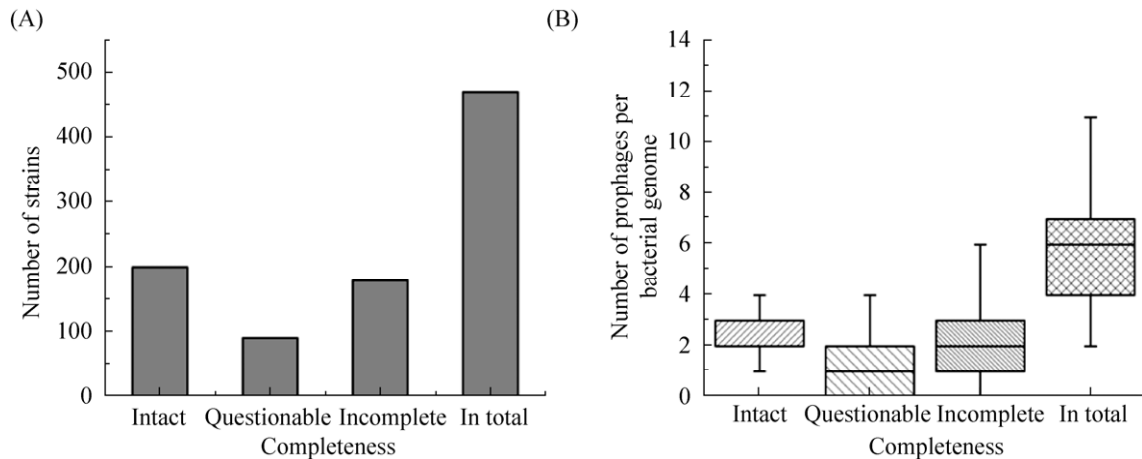 (A)
Number of strains
500
400
300
200
100
0
Intact Questionable Incomplete In total
Completeness
(B)
Number of prophages per
bacterial genome
14
12
10
8
6
4
2
0
Intact Questionable Incomplete In total
Completeness